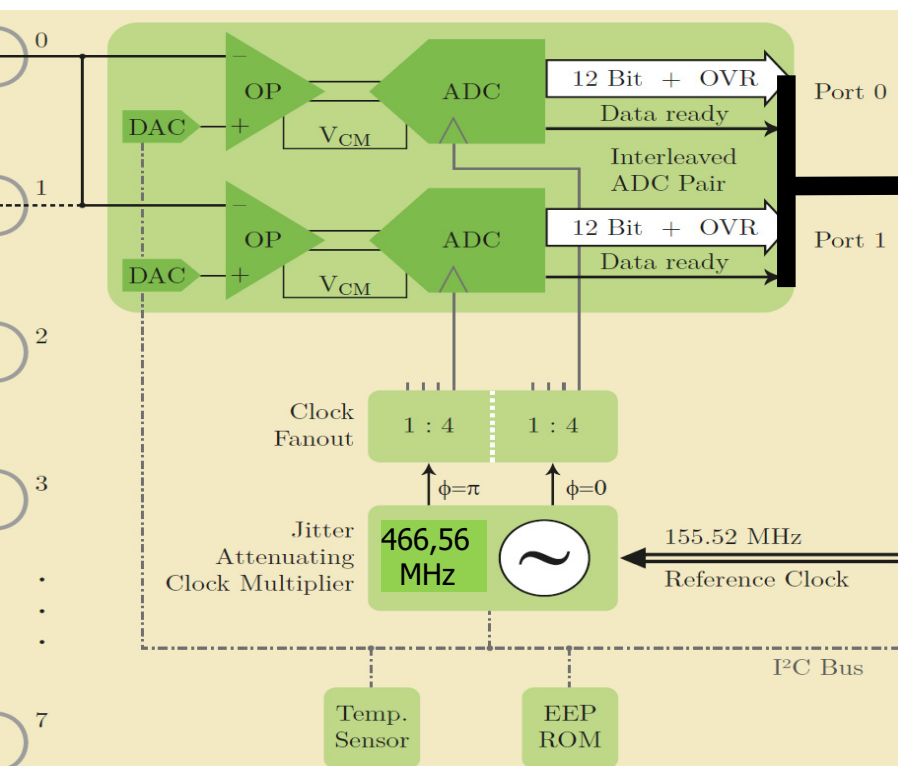 0
OP
ADC
12 Bit + OVR
Port 0
Data ready
DAC
+
−
V_CM
Interleaved
ADC Pair
1
−
OP
ADC
12 Bit + OVR
Port 1
Data ready
DAC
+
V_CM
2
Clock
Fanout
1 : 4
1 : 4
3
ϕ=π
ϕ=0
Jitter
Attenuating
Clock Multiplier
466,56
MHz
~
155.52 MHz
Reference Clock
I²C Bus
7
Temp.
Sensor
EEP
ROM